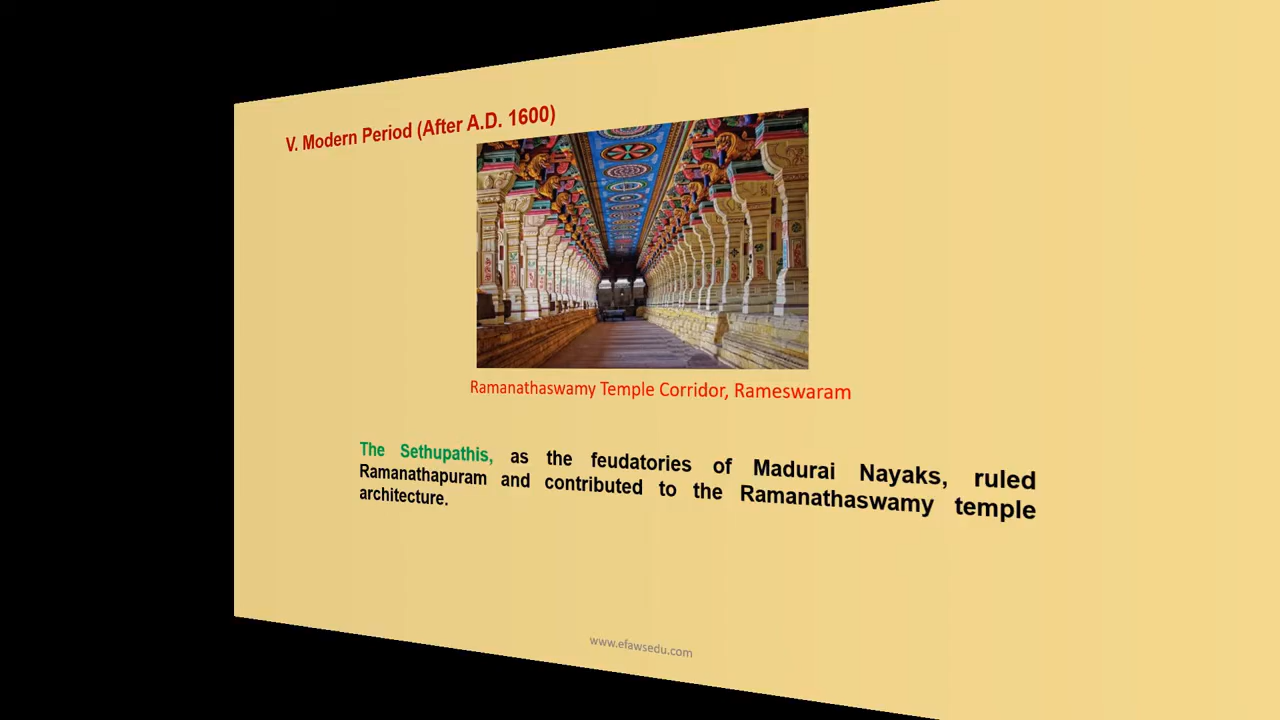 V. Modern Period (After A.D. 1600)
Ramanathaswamy Temple Corridor, Rameswaram
The Sethupathis, as the feudatories of Madurai Nayaks, ruled
Ramanathapuram and contributed to the Ramanathaswamy temple
architecture.
www.efawsedu.com